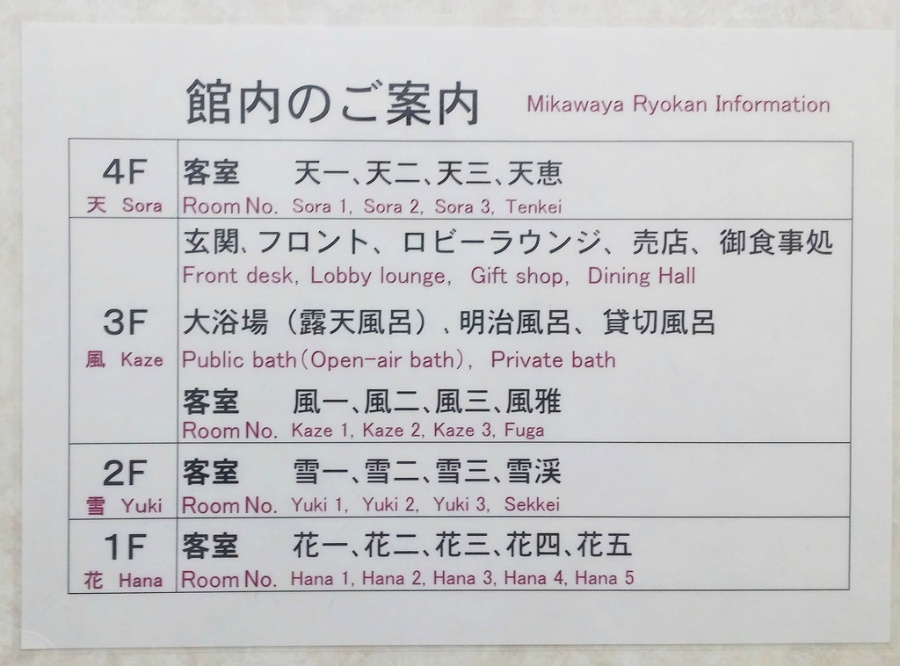 館内のご案内 Mikawaya Ryokan Information
4F 客室 天一、天二、天三、天恵
天 Sora Room No. Sora 1, Sora 2, Sora 3, Tenkei
玄関、フロント、ロビーラウンジ、売店、御食事処
Front desk, Lobby lounge, Gift shop, Dining Hall
3F 大浴場（露天風呂）、明治風呂、貸切風呂
風 Kaze Public bath(Open-air bath), Private bath
客室 風一、風二、風三、風雅
Room No. Kaze 1, Kaze 2, Kaze 3, Fuga
2F 客室 雪一、雪二、雪三、雪渓
雪 Yuki Room No. Yuki 1, Yuki 2, Yuki 3, Sekkei
1F 客室 花一、花二、花三、花四、花五
花 Hana Room No. Hana 1, Hana 2, Hana 3, Hana 4, Hana 5